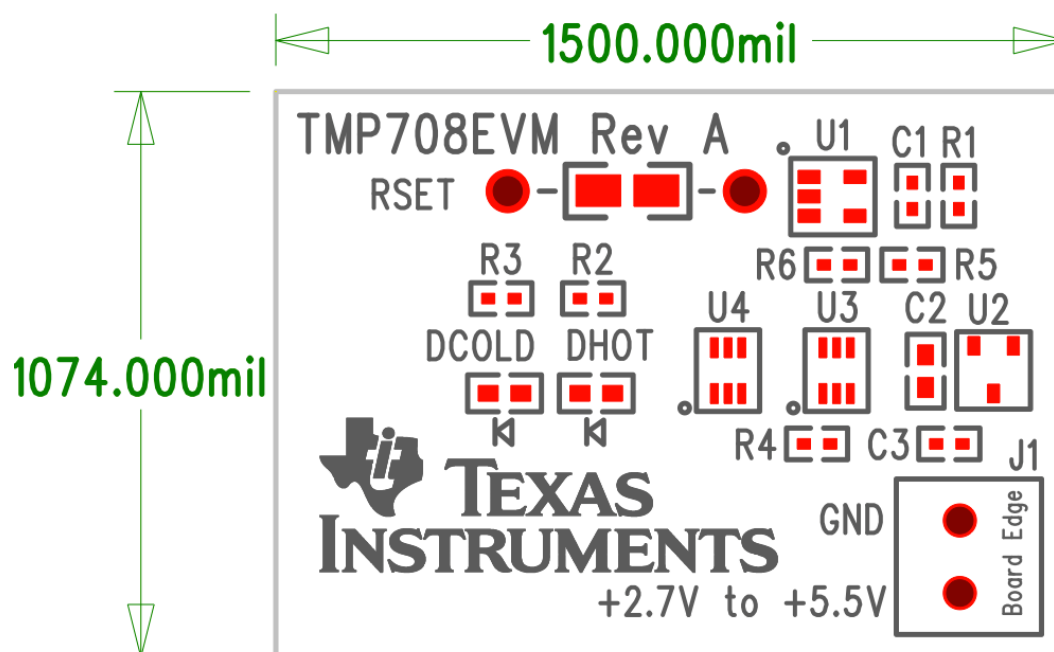 1500.000mil
TMP708EVM Rev A
U1
C1
R1
RSET
R6
R5
R3
R2
U4
U3
C2
U2
DCOLD
DHOT
1074.000mil
R4
C3
J1
TEXAS
INSTRUMENTS
GND
Board Edge
+2.7V to +5.5V